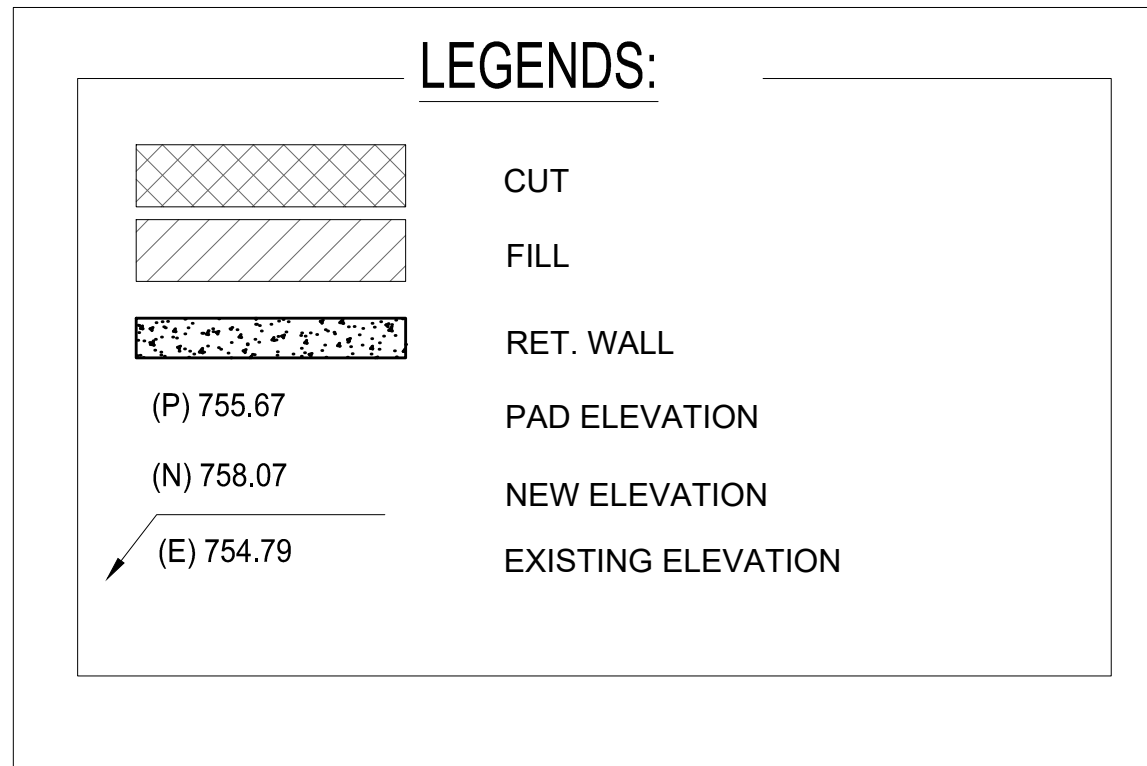 LEGENDS:
CUT
FILL
RET. WALL
(P) 755.67 PAD ELEVATION
(N) 758.07 NEW ELEVATION
(E) 754.79 EXISTING ELEVATION